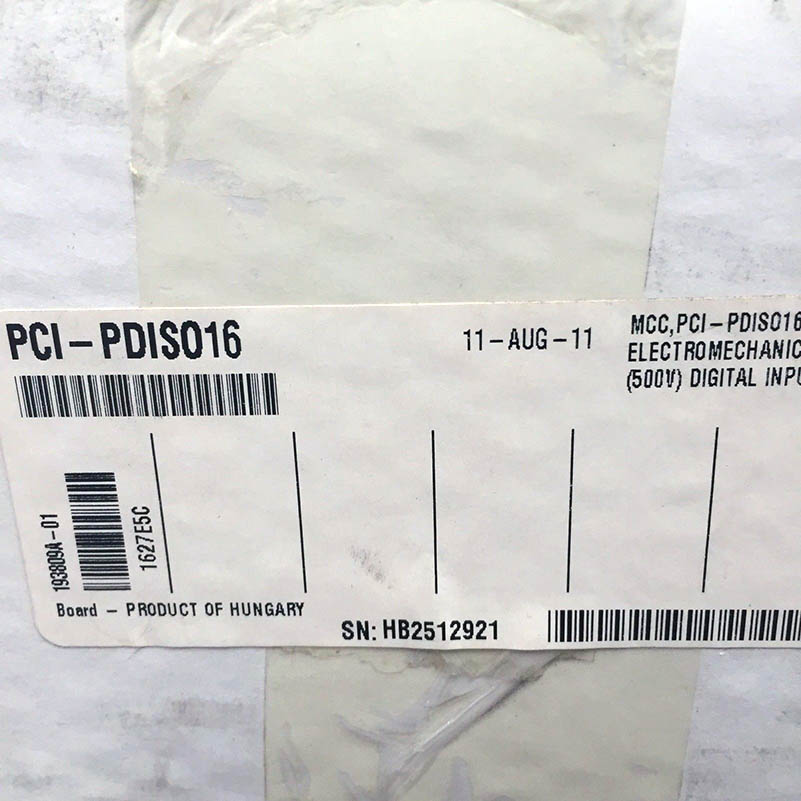 PCI-PDISO16
11-AUG-11
MCC,PCI-PDISO16
ELECTROMECHANIC
(500V) DIGITAL INPU
193809A-01
1627E5C
Board - PRODUCT OF HUNGARY
SN: HB2512921